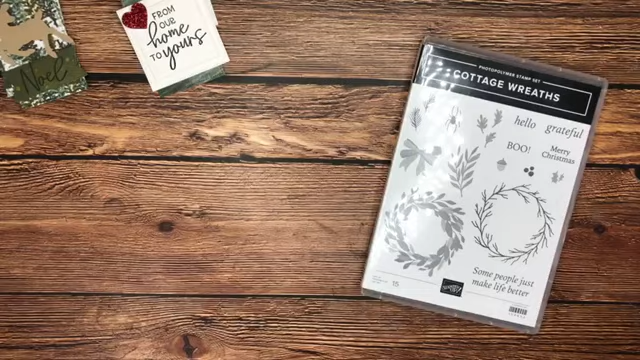 FROM
OUR
home
TO yours
Noel
PHOTOPOLYMER STAMP SET
COTTAGE WREATHS
hello
grateful
BOO!
Merry
Christmas
Some people just
make life better
15